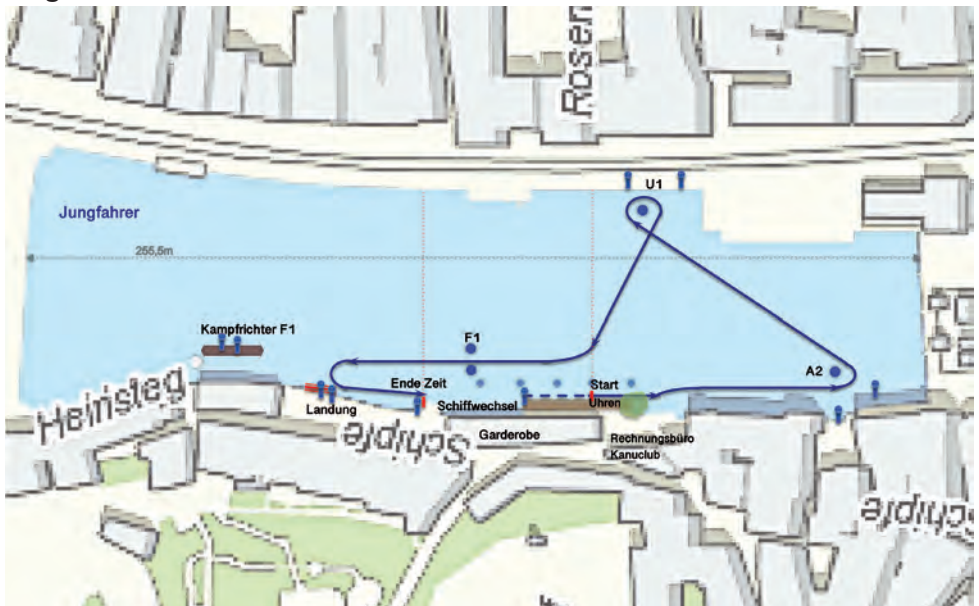 Rosen
U1
Jungfahrer
255,5m
Kampfrichter F1
F1
Ende Zeit
Start
A2
Landung
Schiffwechsel
Uhren
Heinsteg
Schipfe
Garderobe
Rechnungsbüro
Kanuclub
Schipfe